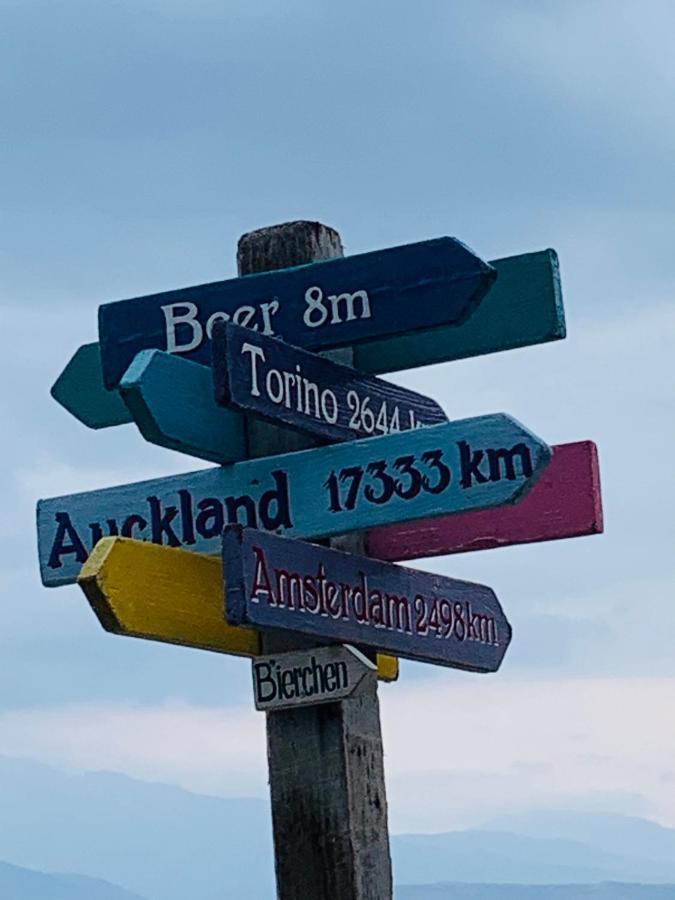 Beer 8m
Torino 2644 k
Auckland 17333 km
Amsterdam 2498km
Bierchen